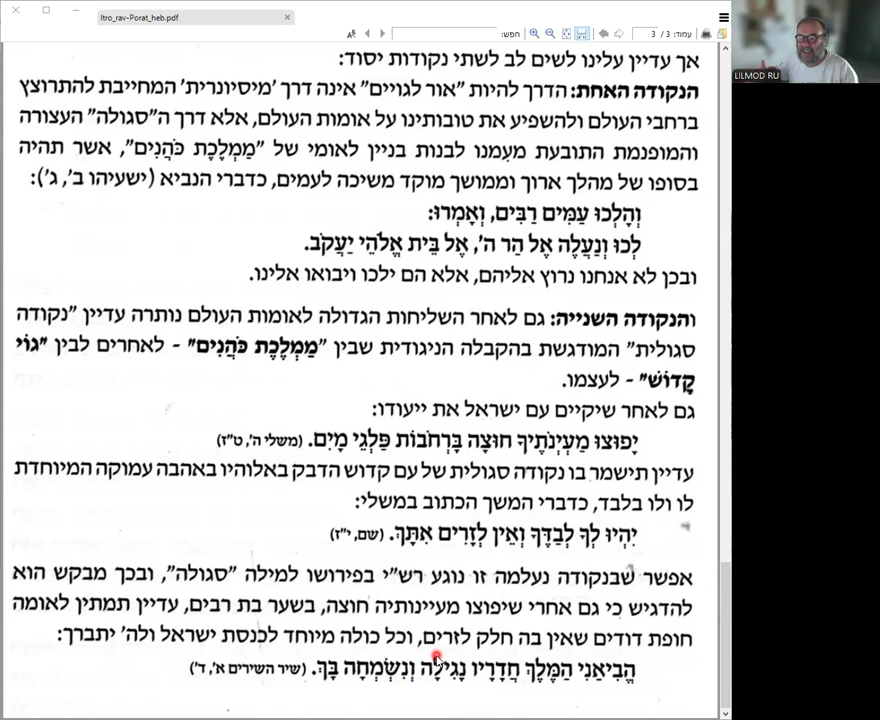 Itro_rav-Porat_heb.pdf
חפש:
עמוד: 3 / 3
LILMOD RU
אך עדיין עלינו לשים לב לשתי נקודות יסוד:
הנקודה האחת: הדרך להיות "אור לגויים" אינה דרך 'מיסיונרית' המחייבת להתרוצץ
ברחבי העולם ולהשפיע את טובותינו על אומות העולם, אלא דרך ה"סגולה" העצורה
והמופנמת התובעת מעִמנו לבנות בניין לאומי של "מַמְלֶכֶת כֹּהֲנִים", אשר תהיה
בסופו של מהלך ארוך וממושך מוקד משיכה לעמים, כדברי הנביא (ישעיהו ב', ג'):
וְהָלְכוּ עַמִּים רַבִּים, וְאָמְרוּ:
לְכוּ וְנַעֲלֶה אֶל הַר ה', אֶל בֵּית אֱלֹהֵי יַעֲקֹב.
ובכן לא אנחנו נרוץ אליהם, אלא הם ילכו ויבואו אלינו.
והנקודה השנייה: גם לאחר השליחות הגדולה לאומות העולם נותרה עדיין "נקודה
סגולית" המודגשת בהקבלה הניגודית שבין "מַמְלֶכֶת כֹּהֲנִים" - לאחרים לבין "גּוֹי
קָדוֹשׁ" - לעצמו.
גם לאחר שיקיים עם ישראל את ייעודו:
יָפוּצוּ מַעְיְנֹתֶיךָ חוּצָה בָּרְחֹבוֹת פַּלְגֵי מָיִם. (משלי ה', ט"ז)
עדיין תישמר בו נקודה סגולית של עם קדוש הדבק באלוהיו באהבה עמוקה המיוחדת
לו ולו בלבד, כדברי המשך הכתוב במשלי:
יִהְיוּ לְךָ לְבַדֶּךָ וְאֵין לְזָרִים אִתָּךְ. (שם, י"ז)
אפשר שבנקודה נעלמה זו נוגע רש"י בפירושו למילה "סגולה", ובכך מבקש הוא
להדגיש כי גם אחרי שיפוצו מעיינותיה חוצה, בשער בת רבים, עדיין תמתין לאומה
חופת דודים שאין בה חלק לזרים, וכל כולה מיוחד לכנסת ישראל ולה' יתברך:
הֱבִיאַנִי הַמֶּלֶךְ חֲדָרָיו נָגִילָה וְנִשְׂמְחָה בָּךְ. (שיר השירים א', ד')